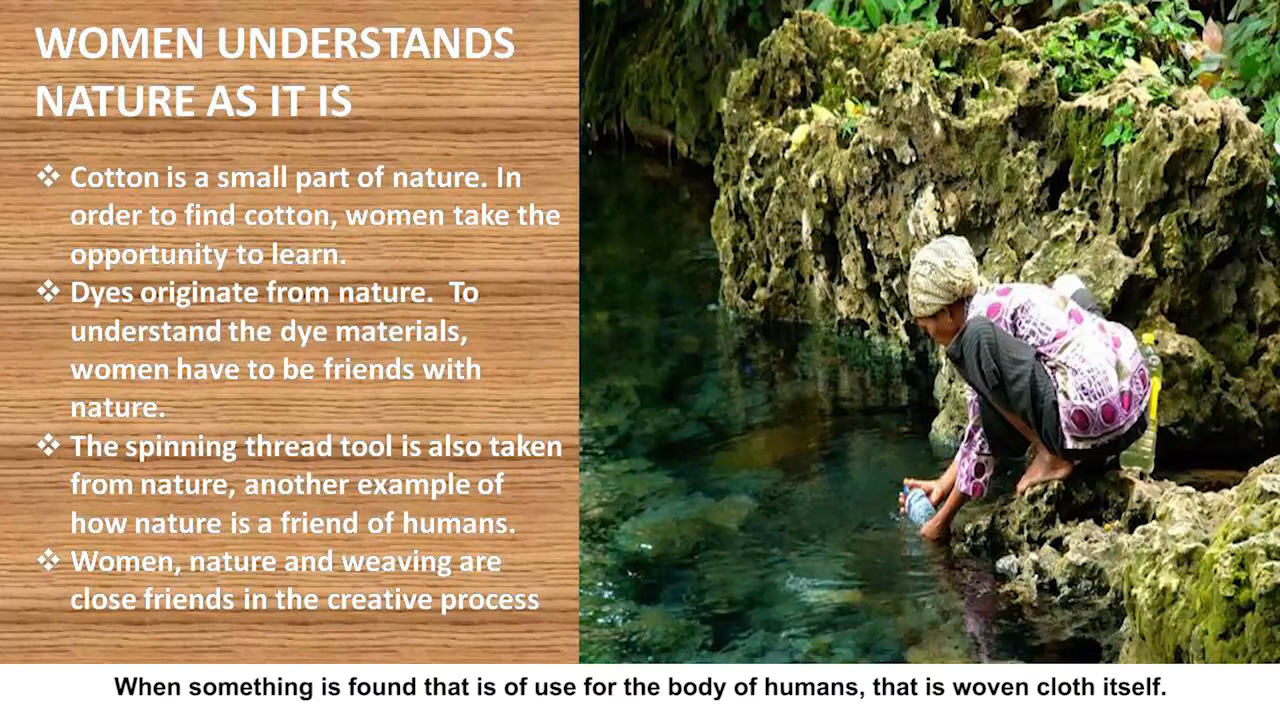 WOMEN UNDERSTANDS
NATURE AS IT IS
❖ Cotton is a small part of nature. In
order to find cotton, women take the
opportunity to learn.
❖ Dyes originate from nature.  To
understand the dye materials,
women have to be friends with
nature.
❖ The spinning thread tool is also taken
from nature, another example of
how nature is a friend of humans.
❖ Women, nature and weaving are
close friends in the creative process
When something is found that is of use for the body of humans, that is woven cloth itself.